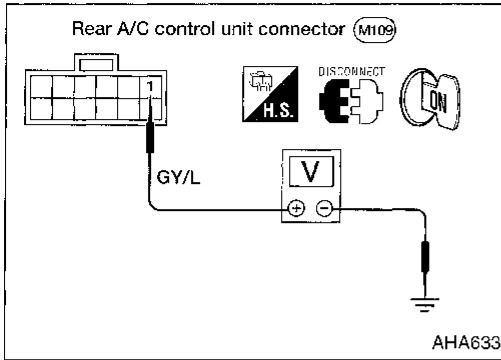 Rear A/C control unit connector M109
DISCONNECT
H.S.
ON
1
GY/L
V
+ −
AHA633